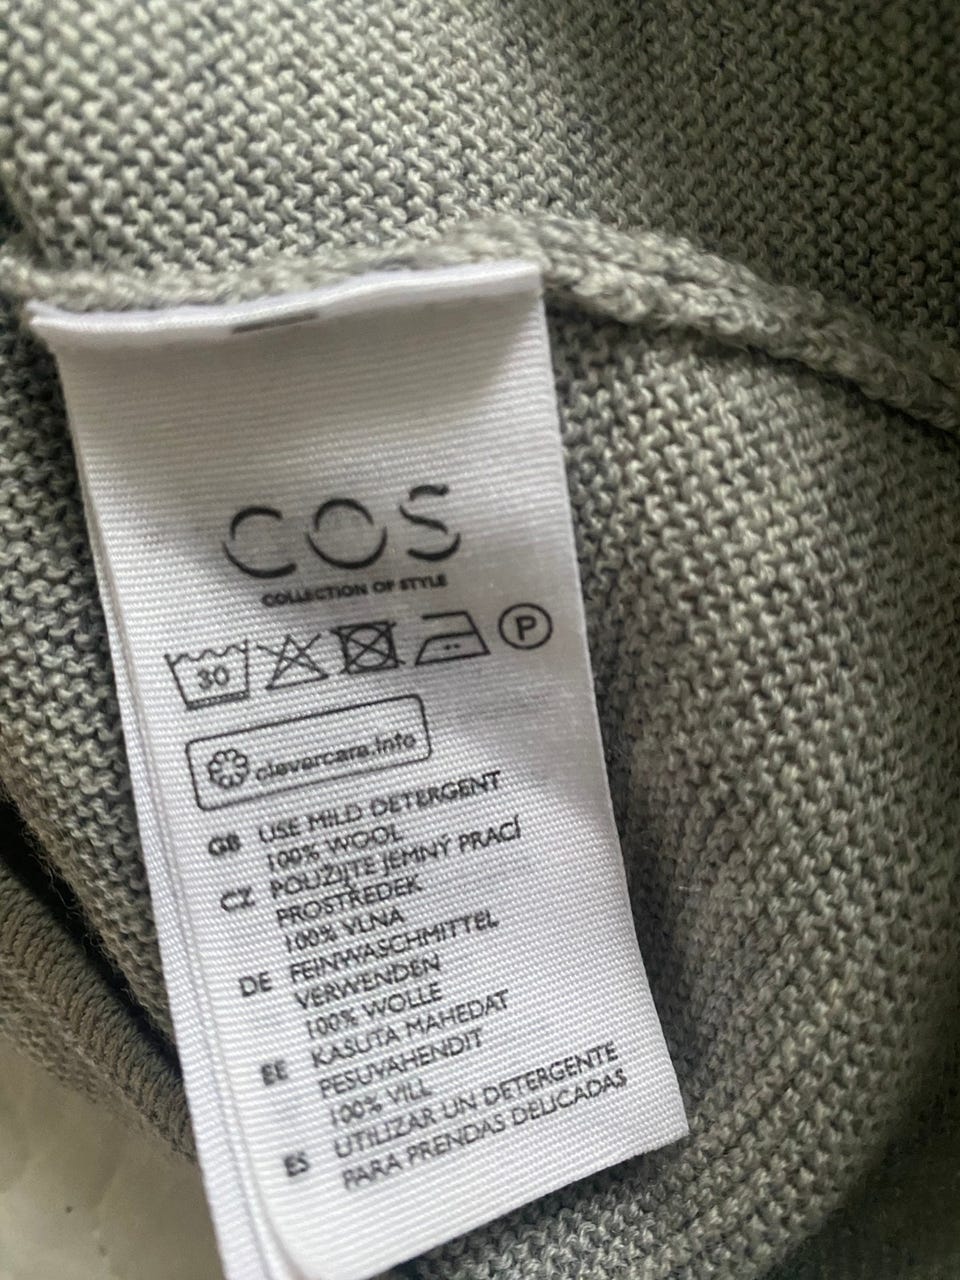 COS
COLLECTION OF STYLE
30 P
clevercare.info
GB USE MILD DETERGENT
100% WOOL
CZ POUŽIJTE JEMNÝ PRACÍ
PROSTŘEDEK
100% VLNA
DE FEINWASCHMITTEL
VERWENDEN
100% WOLLE
EE KASUTA MAHEDAT
PESUVAHENDIT
100% VILL
ES UTILIZAR UN DETERGENTE
PARA PRENDAS DELICADAS